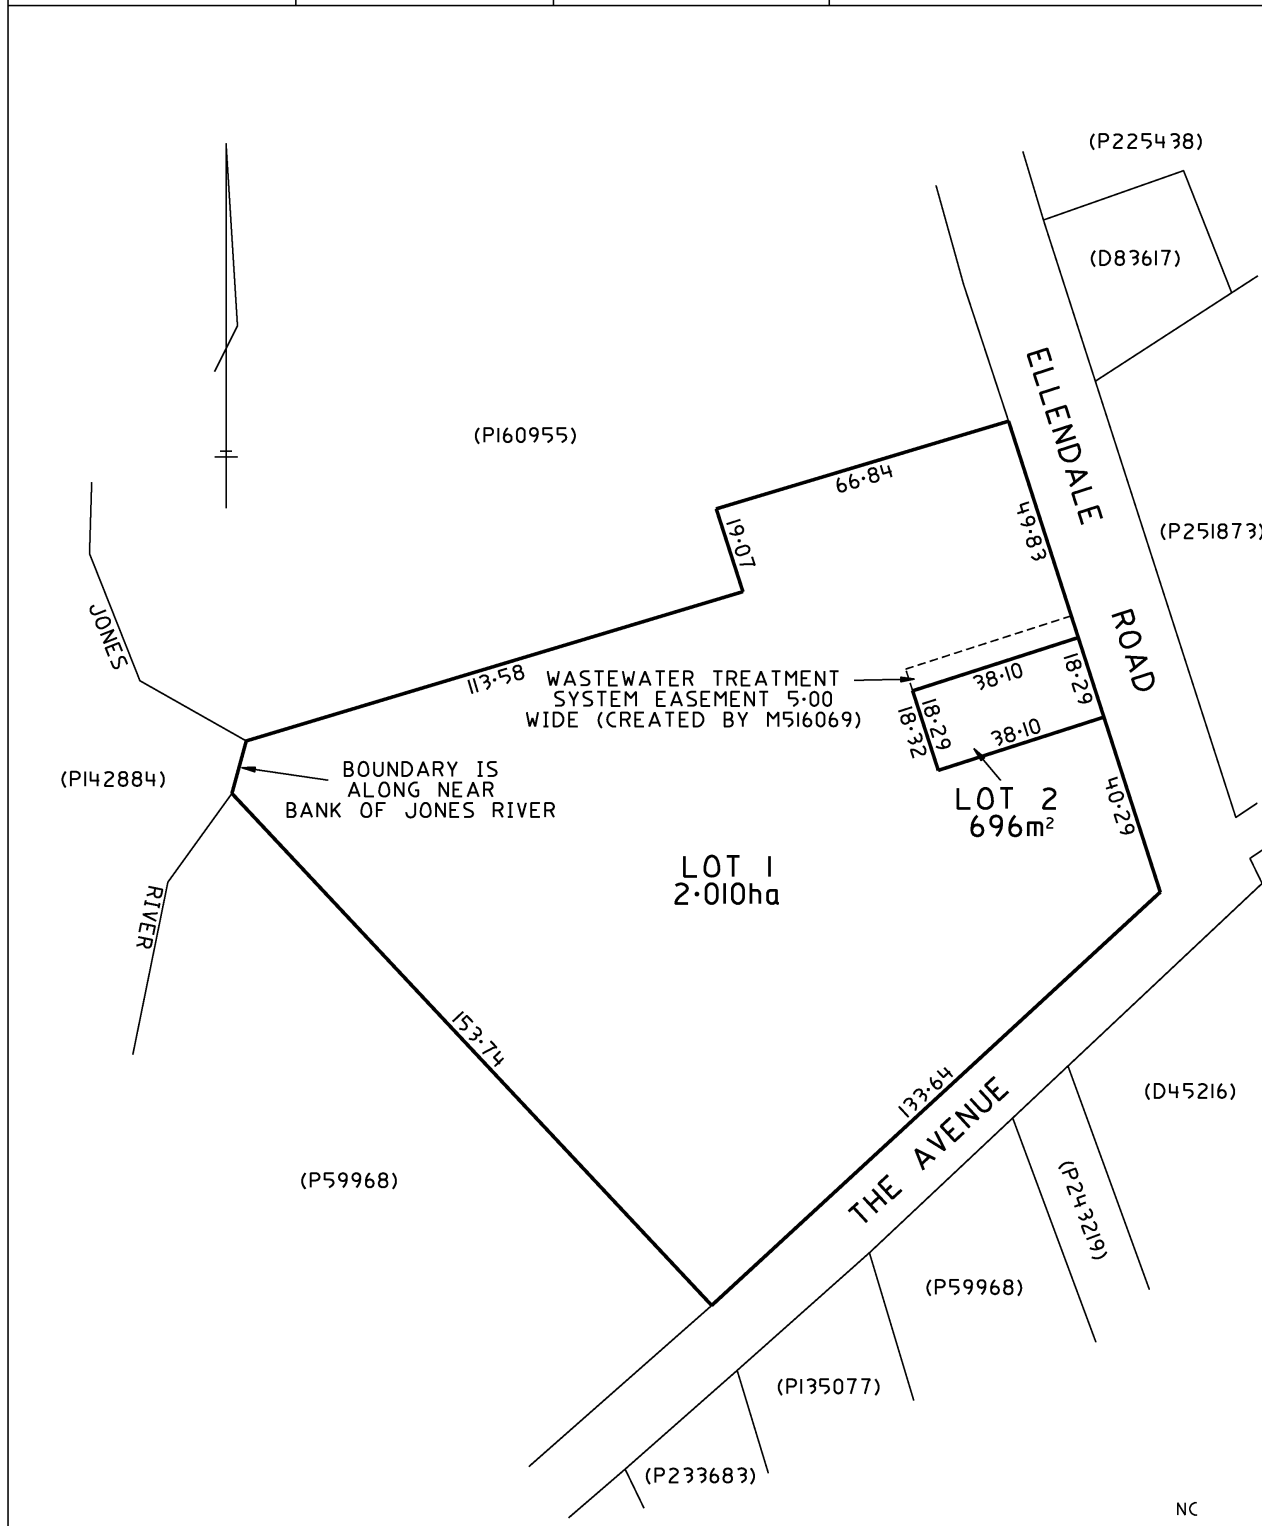 (P225438)
(D83617)
ELLENDALE
ROAD
(P160955)
66·84
19·07
49·83
(P251873)
JONES
RIVER
113·58
WASTEWATER TREATMENT
SYSTEM EASEMENT 5·00
WIDE (CREATED BY M516069)
38·10
18·29
18·29
18·32
38·10
(P142884)
BOUNDARY IS
ALONG NEAR
BANK OF JONES RIVER
LOT 2
696m²
40·29
LOT 1
2·010ha
153·74
133·64
THE AVENUE
(D45216)
(P59968)
(P243219)
(P59968)
(P135077)
(P233683)
NC